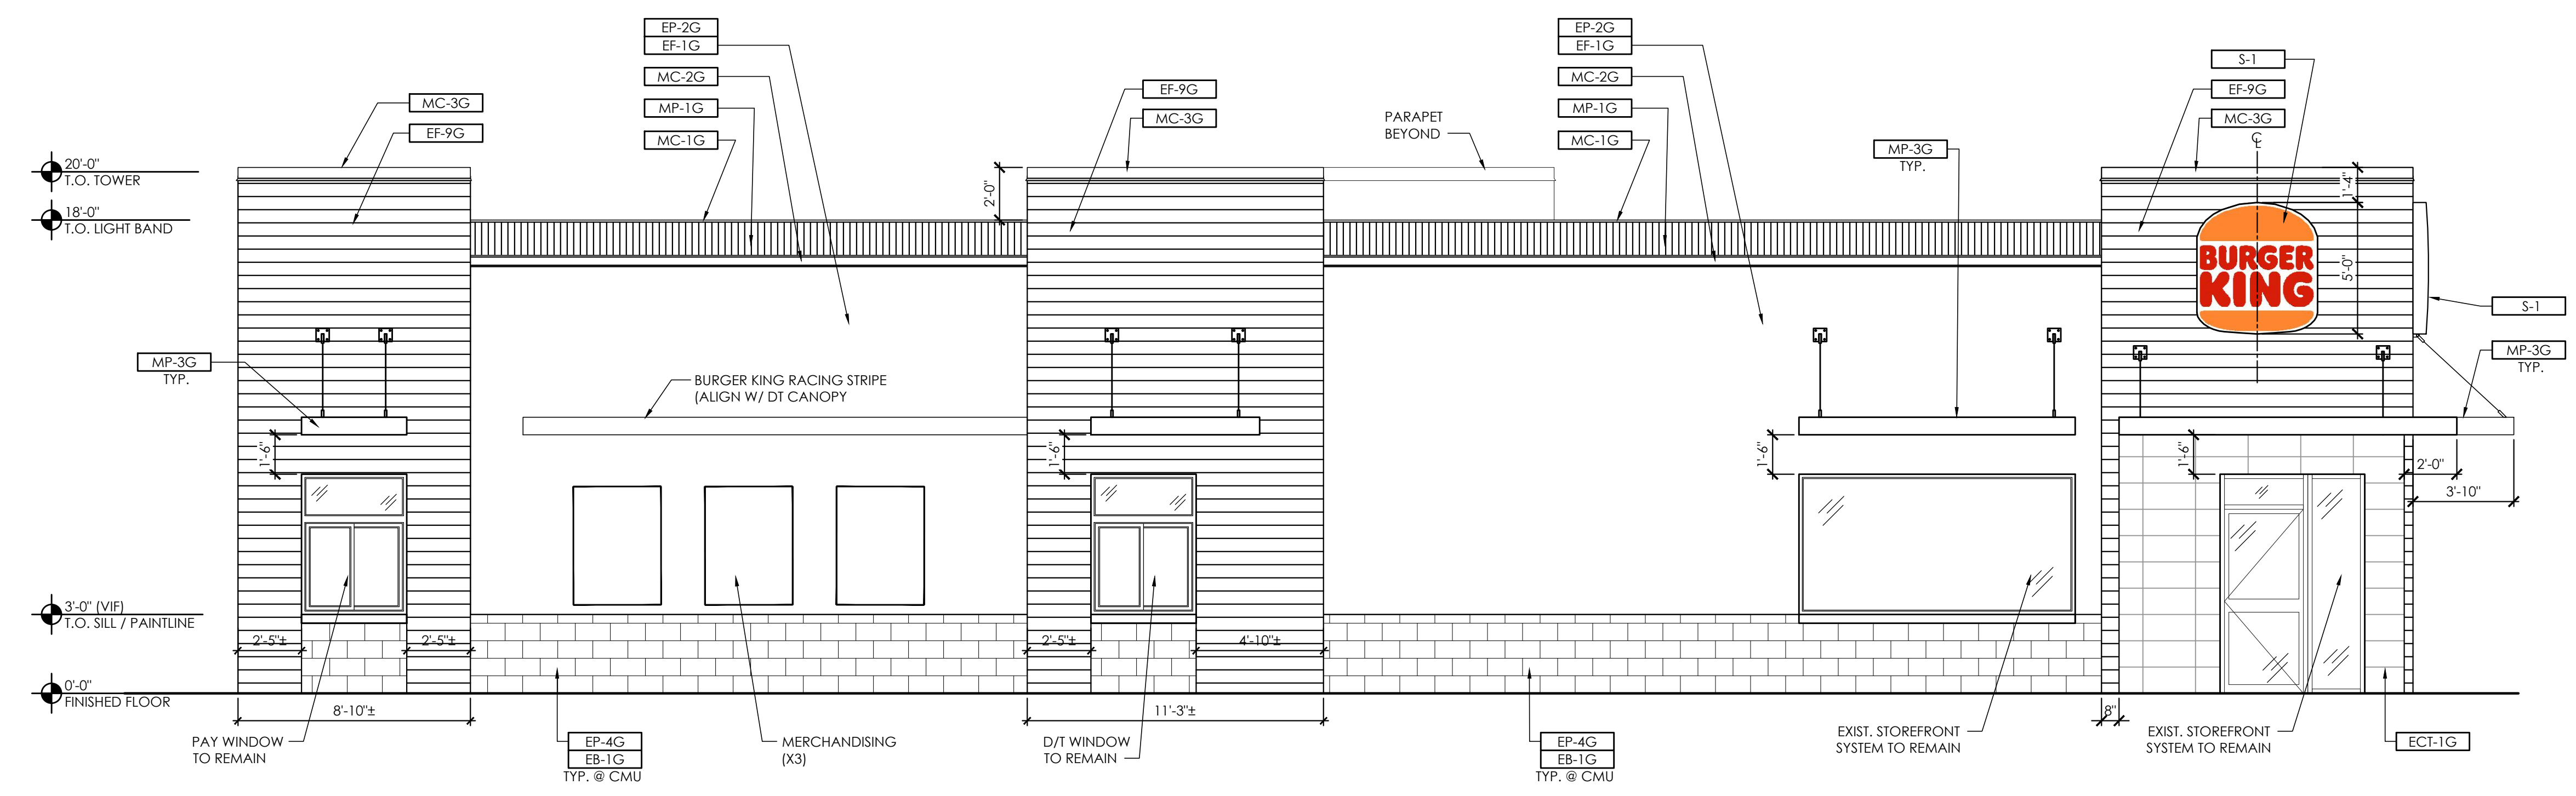 EP-2G
EF-1G
MC-2G
MP-1G
MC-1G
MC-3G
EF-9G
EF-9G
MC-3G
PARAPET
BEYOND
EP-2G
EF-1G
MC-2G
MP-1G
MC-1G
MP-3G
TYP.
S-1
EF-9G
MC-3G
CL
20'-0"
T.O. TOWER
18'-0"
T.O. LIGHT BAND
2'-0"
1'-4"
5'-0"
BURGER
KING
S-1
MP-3G
TYP.
MP-3G
TYP.
BURGER KING RACING STRIPE
(ALIGN W/ DT CANOPY
1'-6"
1'-6"
1'-6"
1'-6"
2'-0"
3'-10"
3'-0" (VIF)
T.O. SILL / PAINTLINE
2'-5"±
2'-5"±
2'-5"±
4'-10"±
0'-0"
FINISHED FLOOR
8'-10"±
11'-3"±
8"
PAY WINDOW
TO REMAIN
EP-4G
EB-1G
TYP. @ CMU
MERCHANDISING
(X3)
D/T WINDOW
TO REMAIN
EP-4G
EB-1G
TYP. @ CMU
EXIST. STOREFRONT
SYSTEM TO REMAIN
EXIST. STOREFRONT
SYSTEM TO REMAIN
ECT-1G